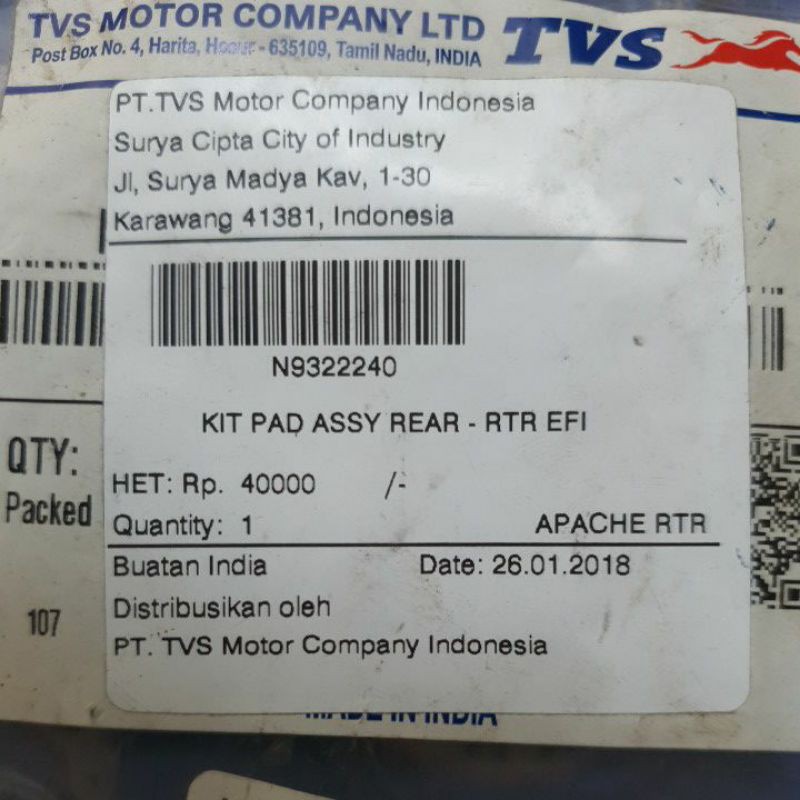 TVS MOTOR COMPANY LTD
Post Box No. 4, Harita, Hosur - 635109, Tamil Nadu, INDIA
TVS
PT.TVS Motor Company Indonesia
Surya Cipta City of Industry
Jl, Surya Madya Kav, 1-30
Karawang 41381, Indonesia
N9322240
KIT PAD ASSY REAR - RTR EFI
HET: Rp. 40000 /-
Quantity: 1 APACHE RTR
Buatan India Date: 26.01.2018
Distribusikan oleh
PT. TVS Motor Company Indonesia
QTY:
Packed
107
MADE IN INDIA